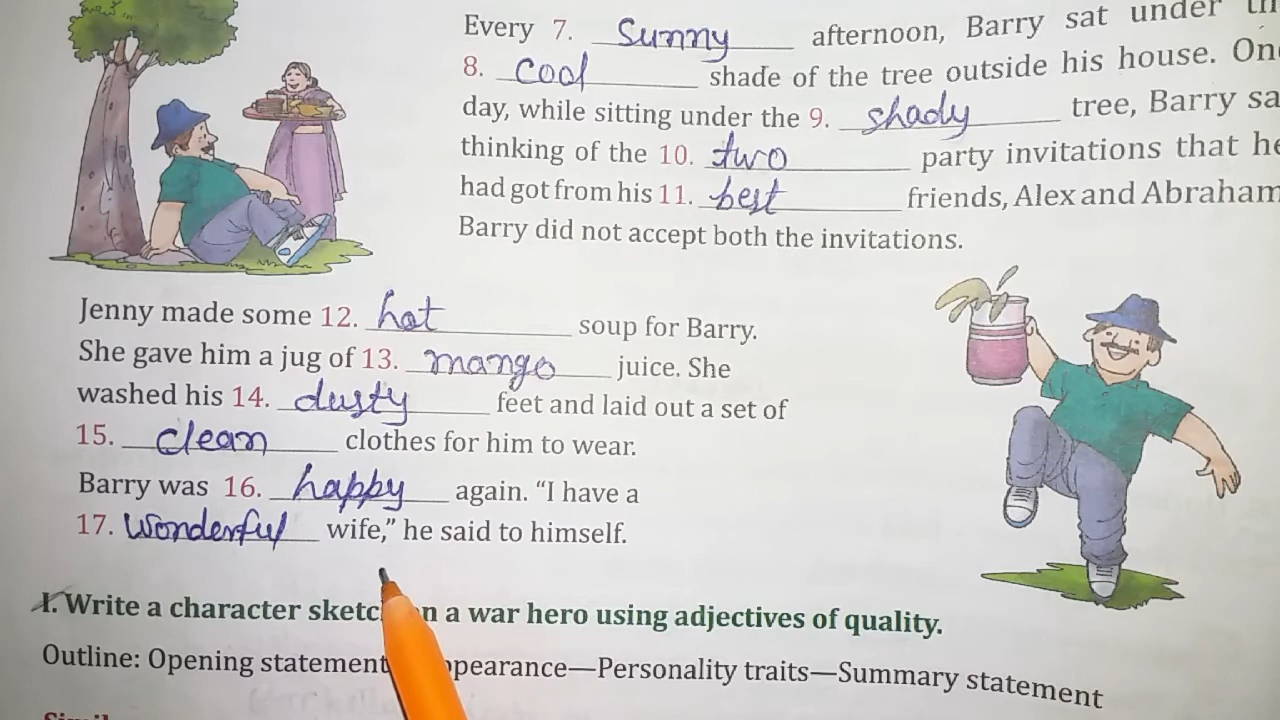 Every 7. Sunny afternoon, Barry sat under
8. cool shade of the tree outside his house.
day, while sitting under the 9. shady tree, Barry
thinking of the 10. two party invitations that
had got from his 11. best friends, Alex and Abraham
Barry did not accept both the invitations.
Jenny made some 12. hot soup for Barry.
She gave him a jug of 13. mango juice. She
washed his 14. dusty feet and laid out a set of
15. clean clothes for him to wear.
Barry was 16. happy again. “I have a
17. wonderful wife,” he said to himself.
I. Write a character on a war hero using adjectives of quality.
Outline: Opening statement—Personality traits—Summary statement